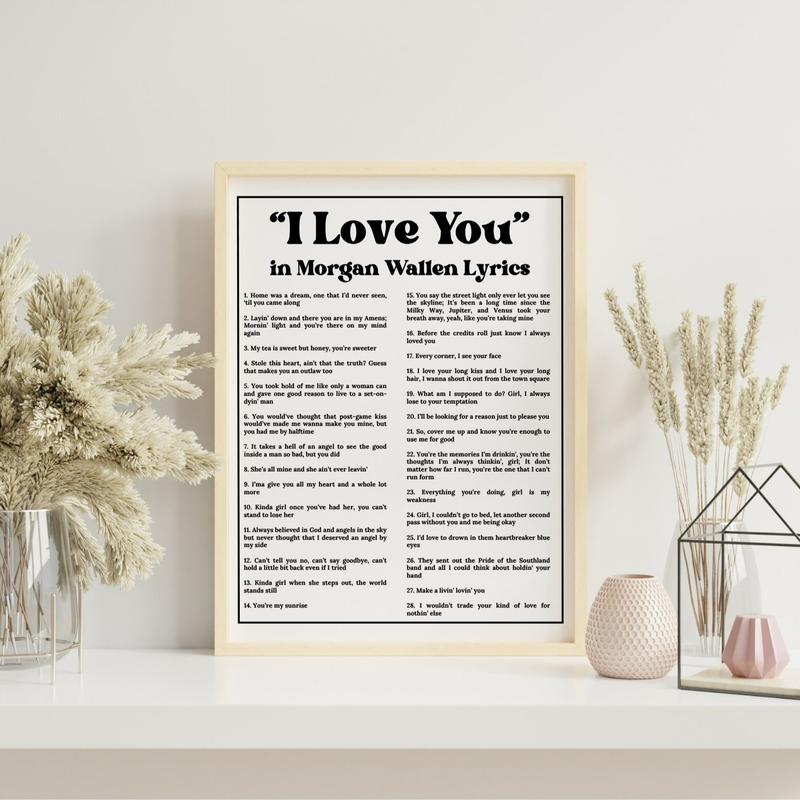 “I Love You”
in Morgan Wallen Lyrics
1. Home was a dream, one that I'd never seen,
'til you came along
2. Layin' down and there you are in my Amens;
Mornin' light and you're there on my mind
again
3. My tea is sweet but honey, you're sweeter
4. Stole this heart, ain't that the truth? Guess
that makes you an outlaw too
5. You took hold of me like only a woman can
and gave one good reason to live to a set-on-
dyin' man
6. You would've thought that post-game kiss
would've made me wanna make you mine, but
you had me by halftime
7. It takes a hell of an angel to see the good
inside a man so bad, but you did
8. She's all mine and she ain't ever leavin'
9. I'ma give you all my heart and a whole lot
more
10. Kinda girl once you've had her, you can't
stand to lose her
11. Always believed in God and angels in the sky
but never thought that I deserved an angel by
my side
12. Can't tell you no, can't say goodbye, can't
hold a little bit back even if I tried
13. Kinda girl when she steps out, the world
stands still
14. You're my sunrise
15. You say the street light only ever let you see
the skyline; It's been a long time since the
Milky Way, Jupiter, and Venus took your
breath away, yeah, like you're taking mine
16. Before the credits roll just know I always
loved you
17. Every corner, I see your face
18. I love your long kiss and I love your long
hair, I wanna shout it out from the town square
19. What am I supposed to do? Girl, I always
lose to your temptation
20. I'll be looking for a reason just to please you
21. So, cover me up and know you're enough to
use me for good
22. You're the memories I'm drinkin', you're the
thoughts I'm always thinkin', girl; It don't
matter how far I run, you're the one that I can't
run form
23. Everything you're doing, girl is my
weakness
24. Girl, I couldn't go to bed, let another second
pass without you and me being okay
25. I'd love to drown in them heartbreaker blue
eyes
26. They sent out the Pride of the Southland
band and all I could think about holdin' your
hand
27. Make a livin' lovin' you
28. I wouldn't trade your kind of love for
nothin' else